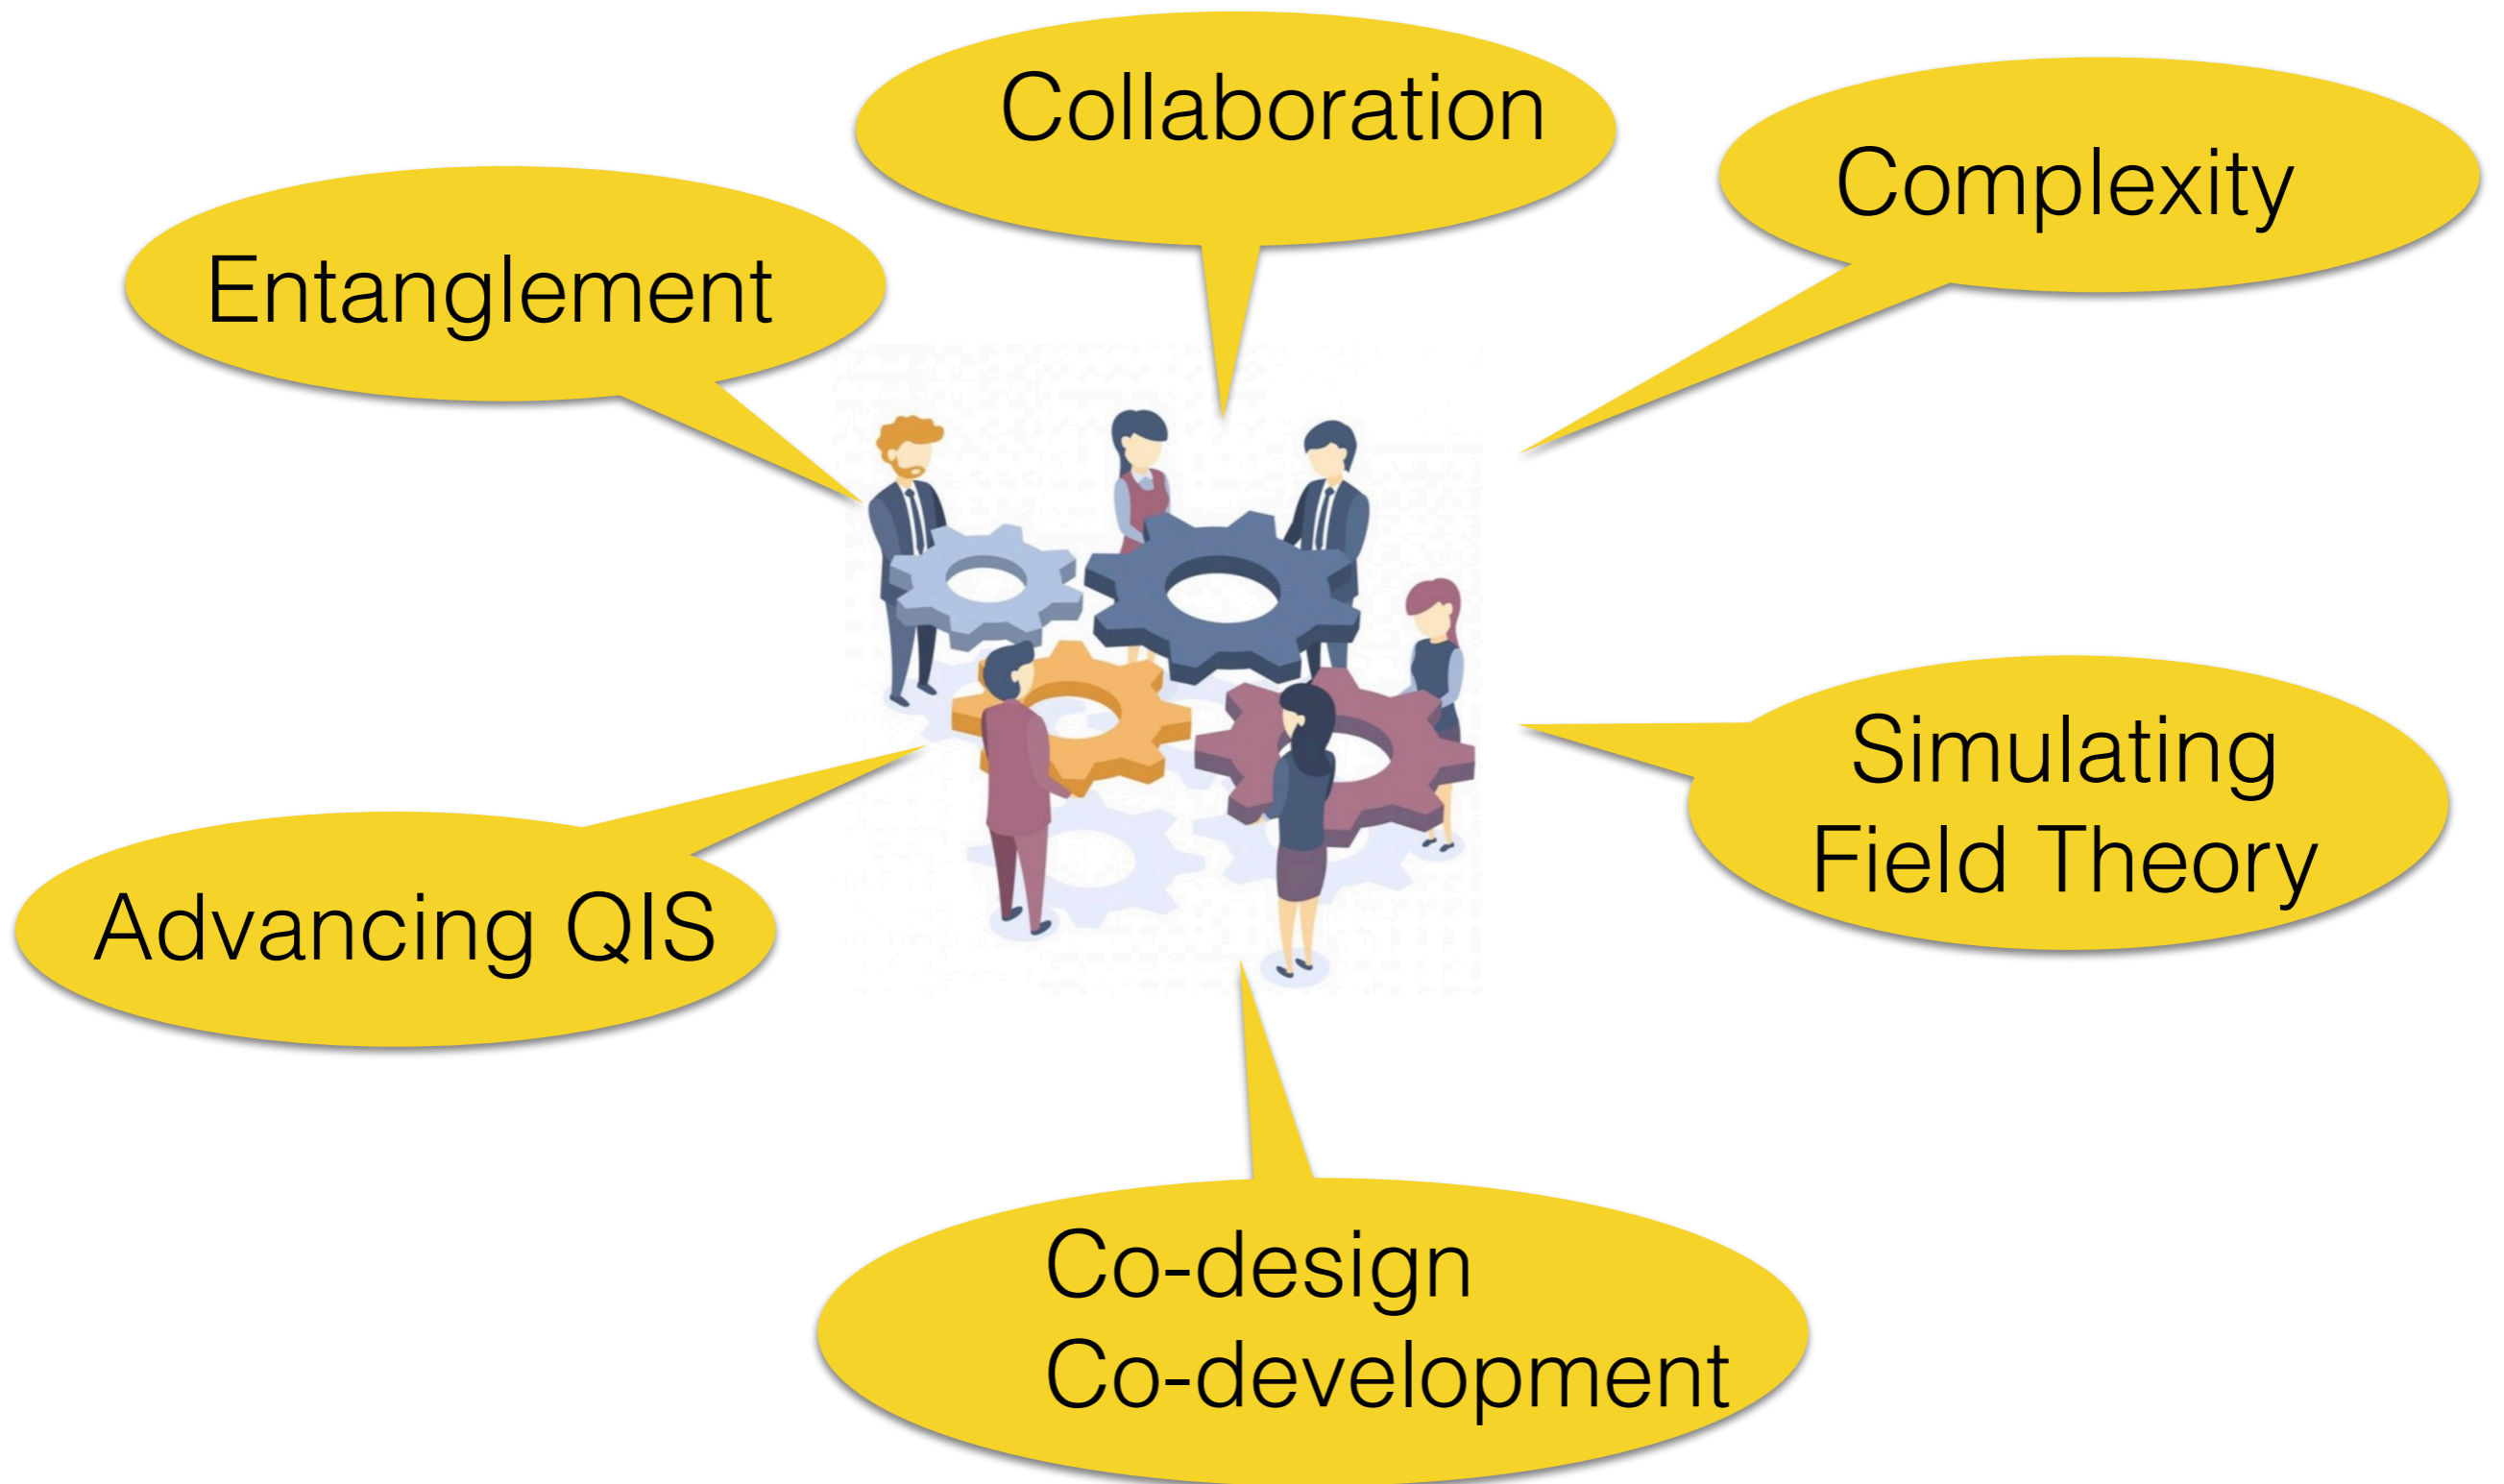 Collaboration
Complexity
Entanglement
Simulating
Field Theory
Advancing QIS
Co-design
Co-development